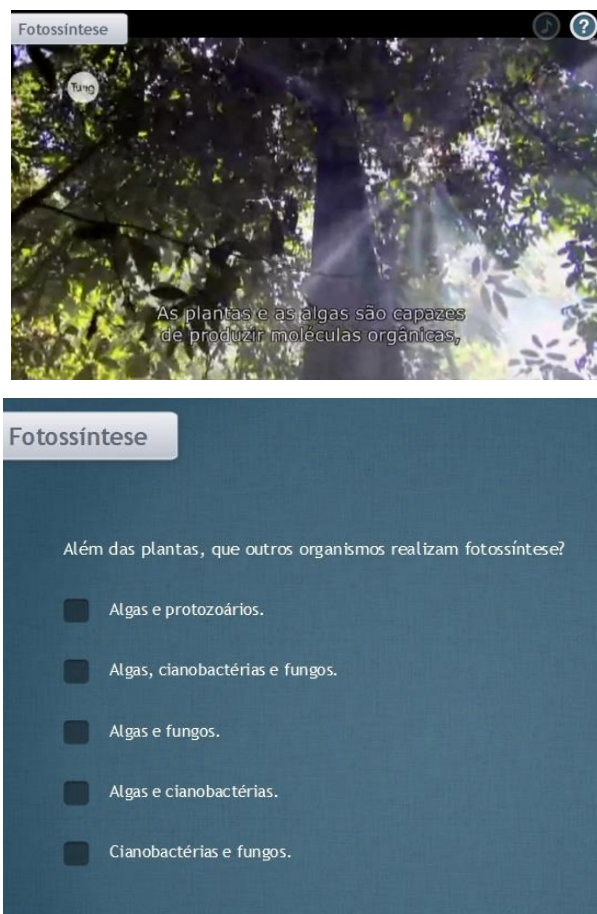 Fotossíntese
?
Tung
As plantas e as algas são capazes
de produzir moléculas orgânicas,
Fotossíntese
Além das plantas, que outros organismos realizam fotossíntese?
Algas e protozoários.
Algas, cianobactérias e fungos.
Algas e fungos.
Algas e cianobactérias.
Cianobactérias e fungos.